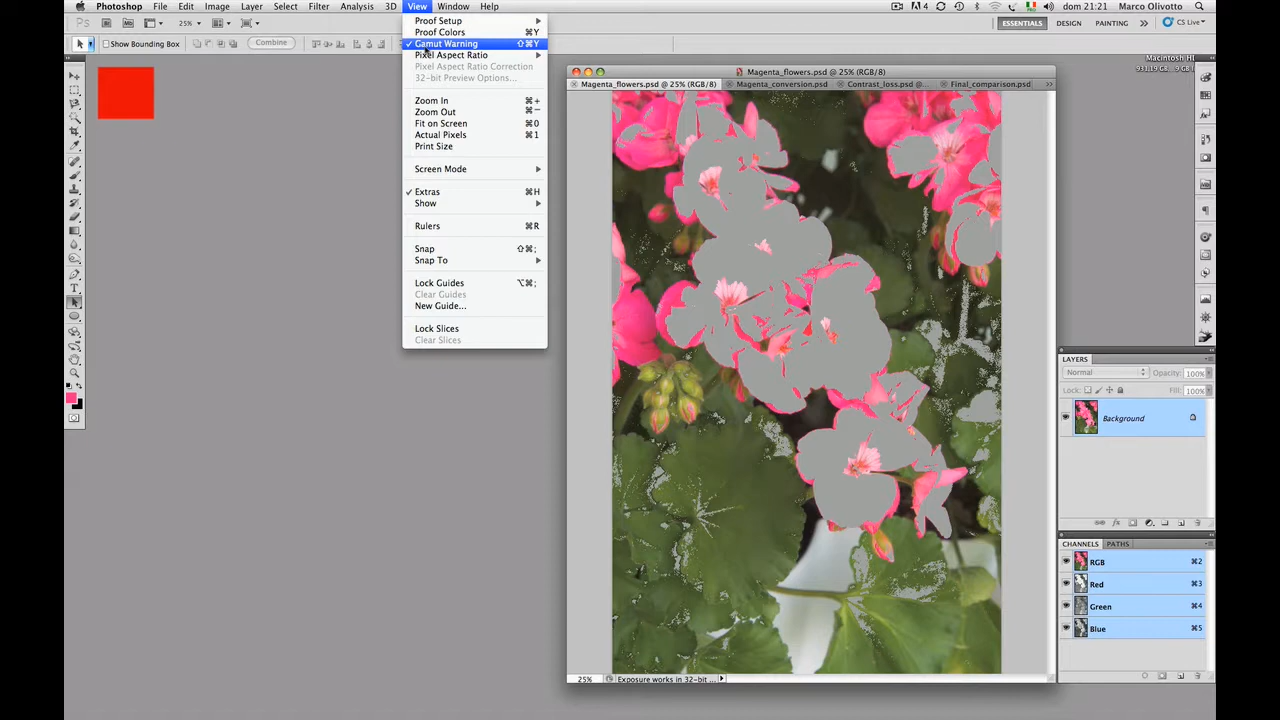 Photoshop File Edit Image Layer Select Filter Analysis 3D View Window Help 4 dom 21:21 Marco Olivotto
25% ESSENTIALS DESIGN PAINTING CS Live
Show Bounding Box Combine
Proof Setup
Proof Colors ⌘Y
✓ Gamut Warning ⇧⌘Y
Pixel Aspect Ratio
Pixel Aspect Ratio Correction
32-bit Preview Options...
Zoom In ⌘+
Zoom Out ⌘−
Fit on Screen ⌘0
Actual Pixels ⌘1
Print Size
Screen Mode
✓ Extras ⌘H
Show
Rulers ⌘R
Snap ⇧⌘;
Snap To
Lock Guides ⌥⌘;
Clear Guides
New Guide...
Lock Slices
Clear Slices
Magenta_flowers.psd @ 25% (RGB/8)
Magenta_flowers.psd @ 25% (RGB/8) Magenta_conversion.psd Contrast_loss.psd @... Final_comparison.psd
25% Exposure works in 32-bit ...
Macintosh HD
LAYERS
Normal Opacity: 100%
Lock: Fill: 100%
Background
CHANNELS PATHS
RGB ⌘2
Red ⌘3
Green ⌘4
Blue ⌘5